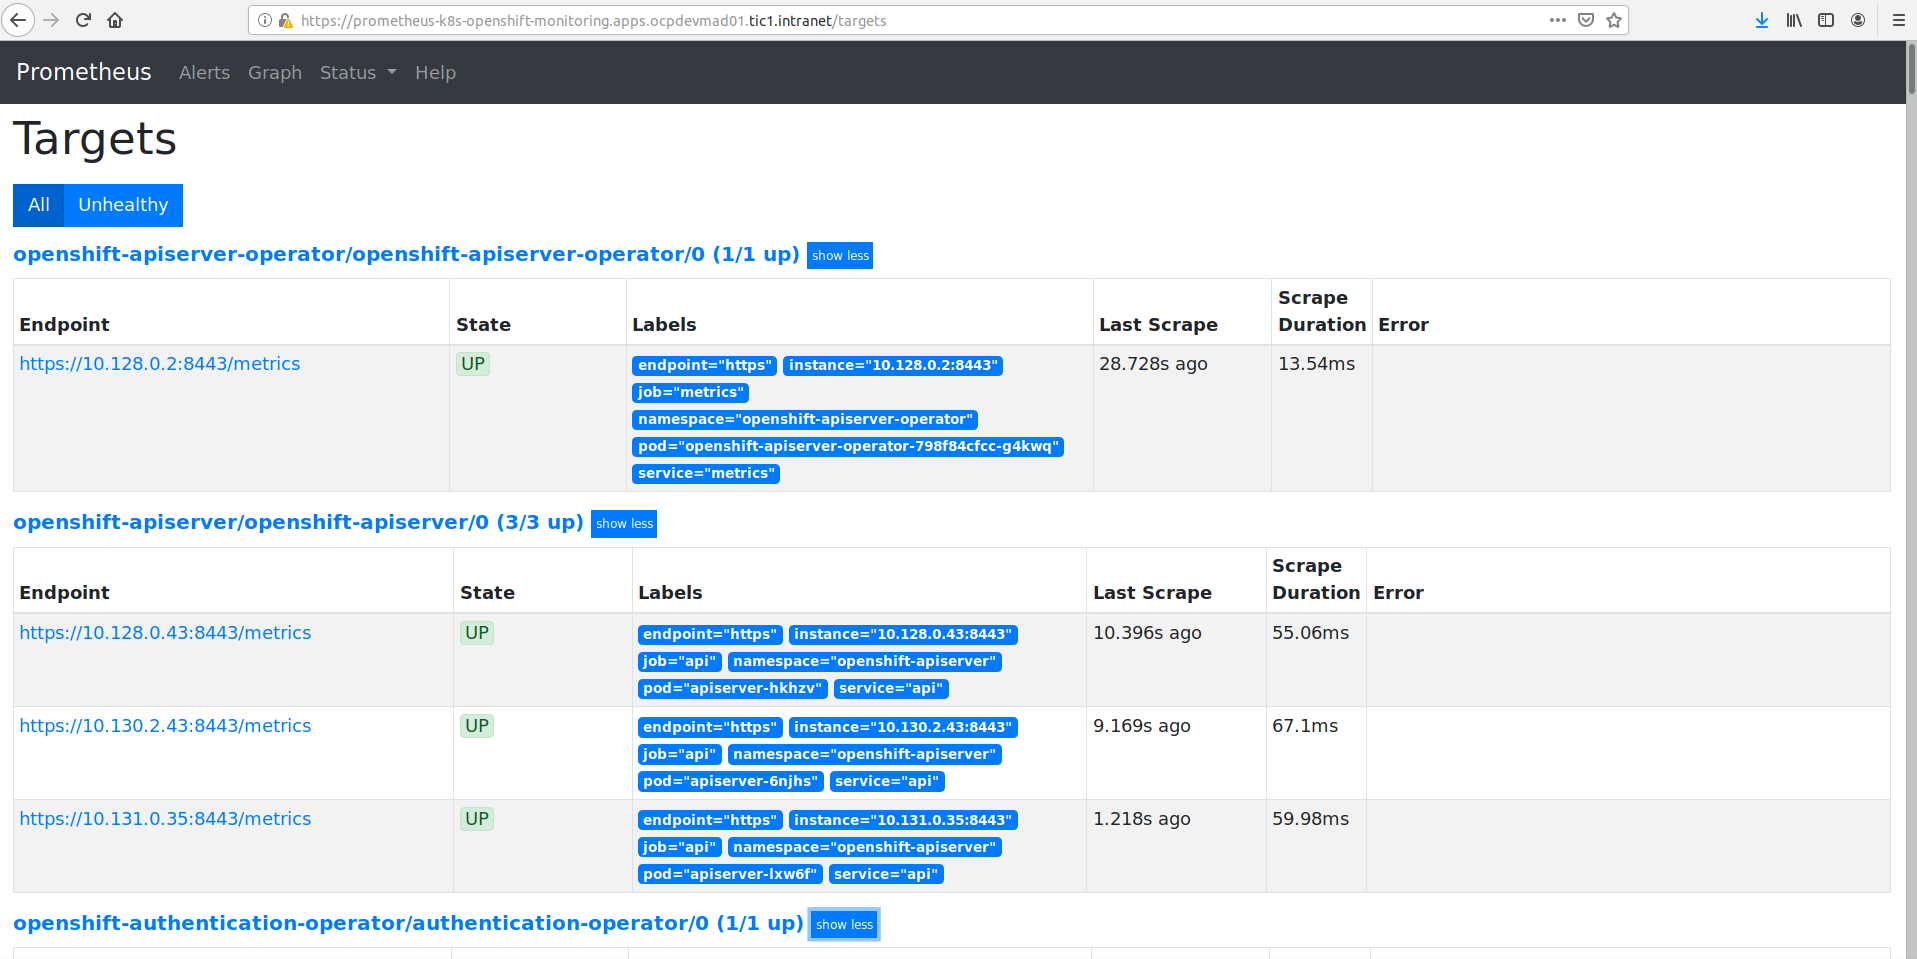 https://prometheus-k8s-openshift-monitoring.apps.ocpdevmad01.tic1.intranet/targets
Prometheus Alerts Graph Status Help
Targets
All Unhealthy
openshift-apiserver-operator/openshift-apiserver-operator/0 (1/1 up) show less
Endpoint State Labels Last Scrape Scrape Duration Error
https://10.128.0.2:8443/metrics UP endpoint="https" instance="10.128.0.2:8443" 28.728s ago 13.54ms
job="metrics"
namespace="openshift-apiserver-operator"
pod="openshift-apiserver-operator-798f84cfcc-g4kwq"
service="metrics"
openshift-apiserver/openshift-apiserver/0 (3/3 up) show less
Endpoint State Labels Last Scrape Scrape Duration Error
https://10.128.0.43:8443/metrics UP endpoint="https" instance="10.128.0.43:8443" 10.396s ago 55.06ms
job="api" namespace="openshift-apiserver"
pod="apiserver-hkhzv" service="api"
https://10.130.2.43:8443/metrics UP endpoint="https" instance="10.130.2.43:8443" 9.169s ago 67.1ms
job="api" namespace="openshift-apiserver"
pod="apiserver-6njhs" service="api"
https://10.131.0.35:8443/metrics UP endpoint="https" instance="10.131.0.35:8443" 1.218s ago 59.98ms
job="api" namespace="openshift-apiserver"
pod="apiserver-lxw6f" service="api"
openshift-authentication-operator/authentication-operator/0 (1/1 up) show less